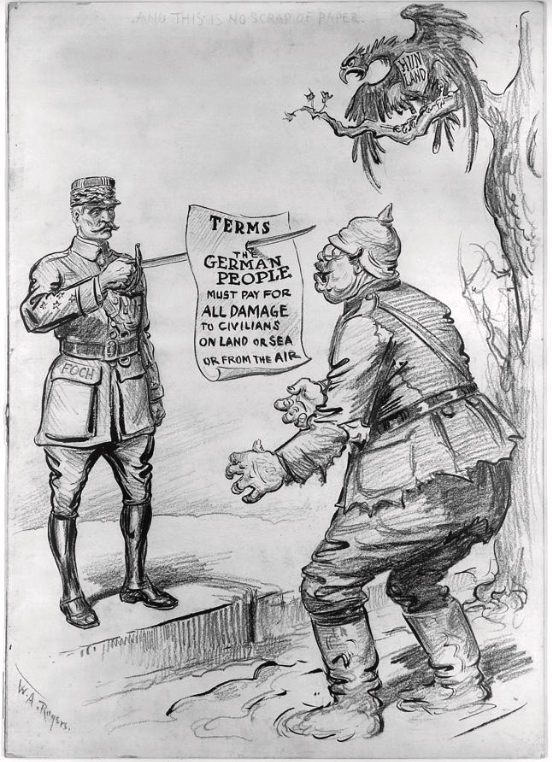 AND THIS IS NO SCRAP OF PAPER.
HUN
LAND
TERMS
THE
GERMAN
PEOPLE
MUST PAY FOR
ALL DAMAGE
TO CIVILIANS
ON LAND OR SEA
OR FROM THE AIR
FOCH
W.A. Rogers.